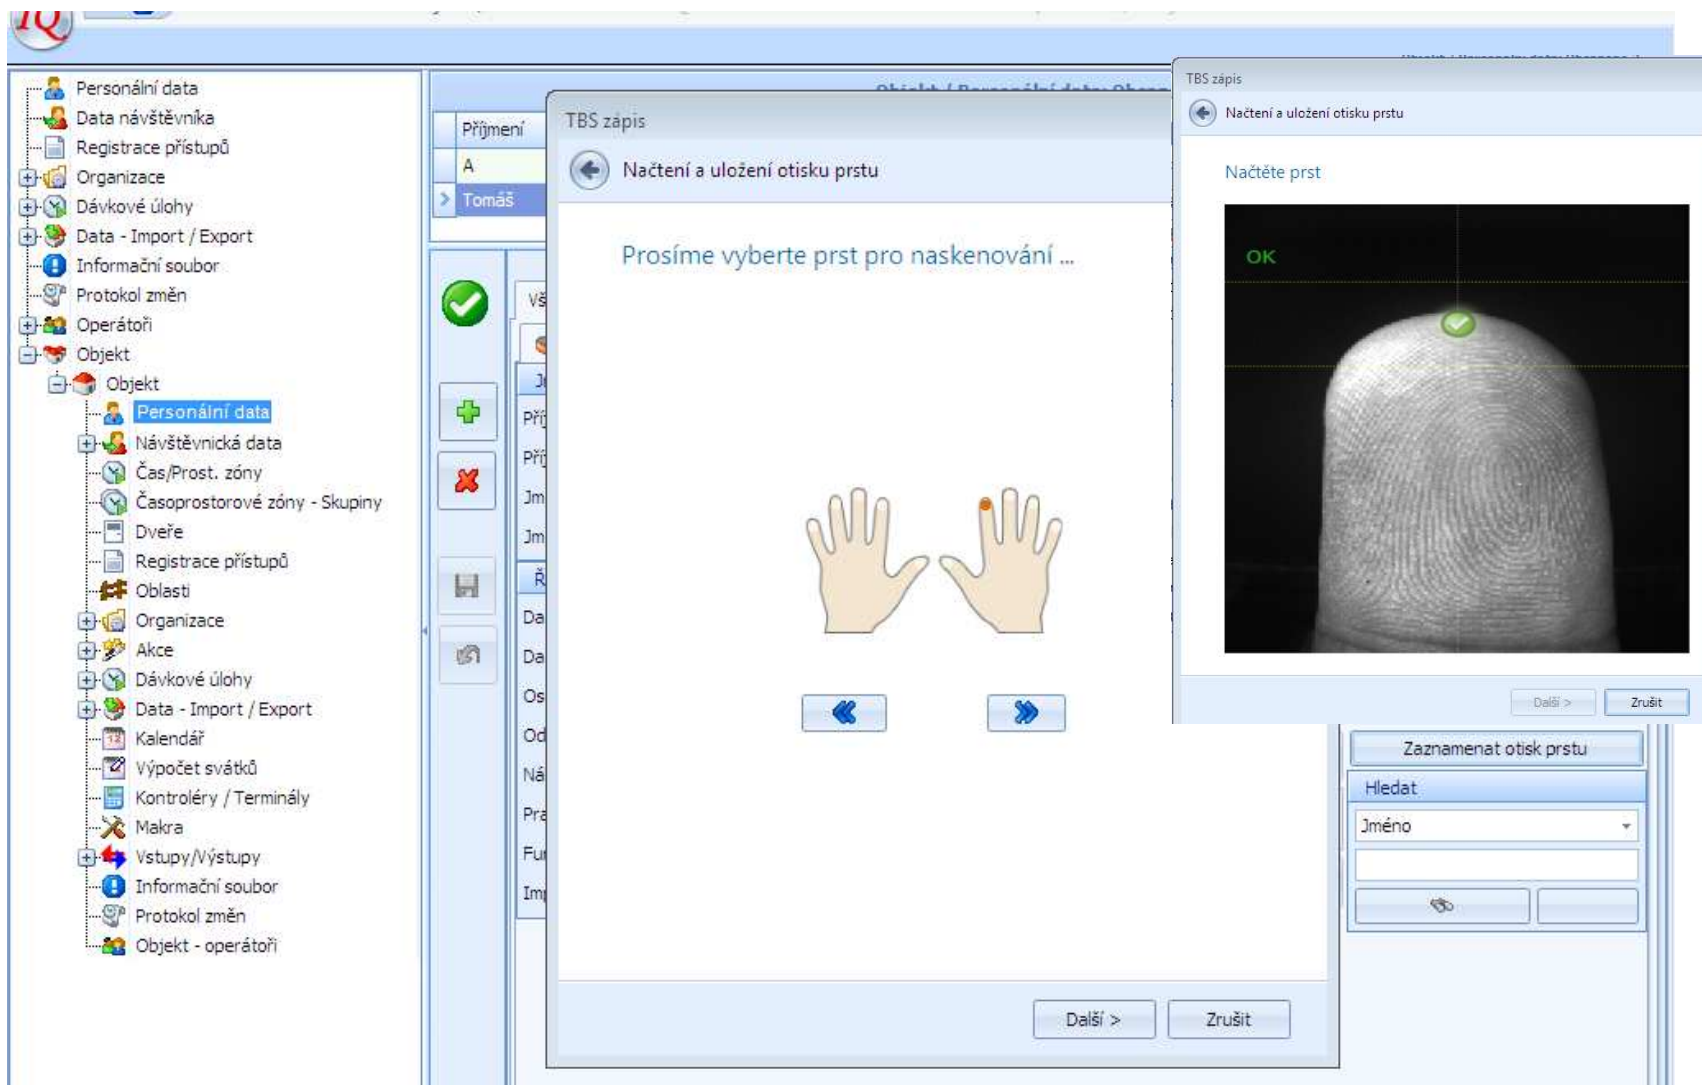 IQ
Personální data
Data návštěvníka
Registrace přístupů
Organizace
Dávkové úlohy
Data - Import / Export
Informační soubor
Protokol změn
Operátoři
Objekt
Objekt
Personální data
Návštěvnická data
Čas/Prost. zóny
Časoprostorové zóny - Skupiny
Dveře
Registrace přístupů
Oblasti
Organizace
Akce
Dávkové úlohy
Data - Import / Export
Kalendář
Výpočet svátků
Kontroléry / Terminály
Makra
Vstupy/Výstupy
Informační soubor
Protokol změn
Objekt - operátoři
Příjmení
A
Tomáš
TBS zápis
Načtení a uložení otisku prstu
Prosíme vyberte prst pro naskenování ...
Další >
Zrušit
TBS zápis
Načtení a uložení otisku prstu
Načtěte prst
OK
Další >
Zrušit
Zaznamenat otisk prstu
Hledat
Jméno